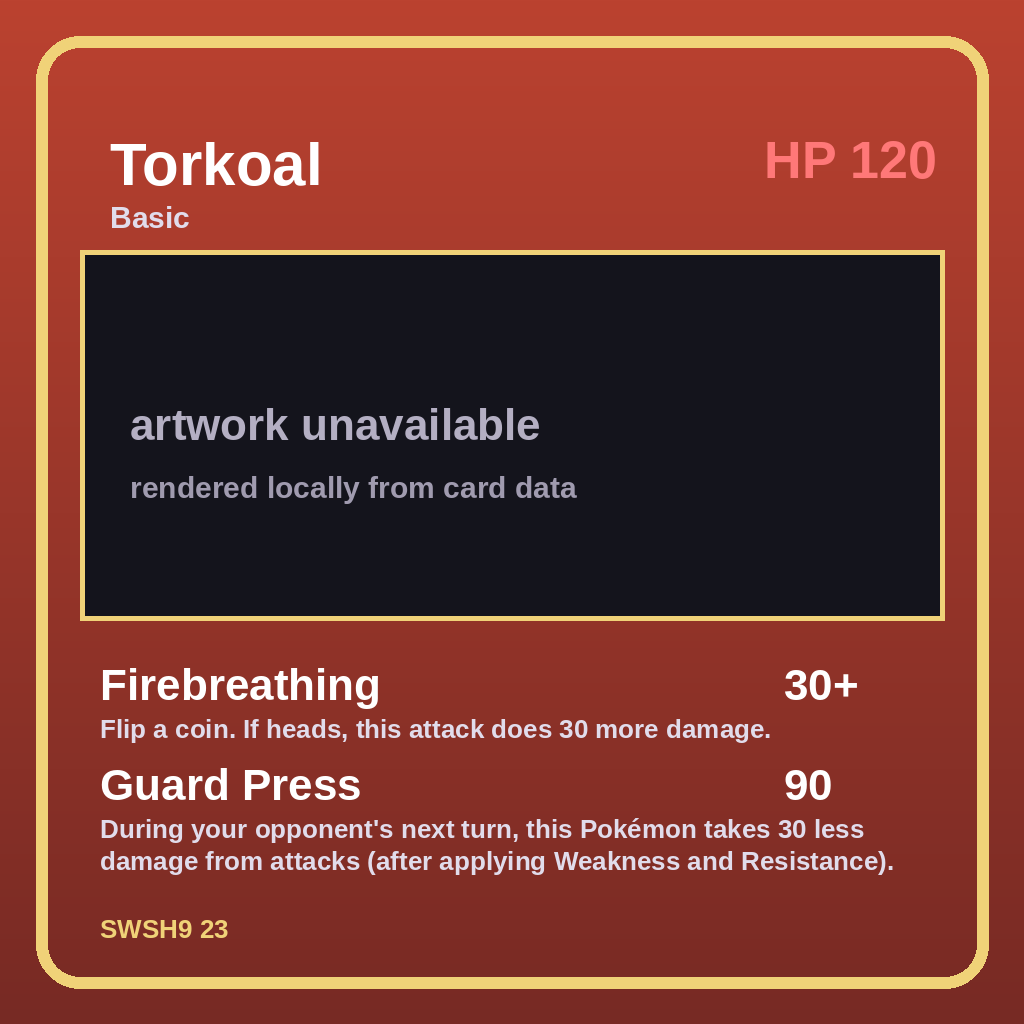 Torkoal
HP 120
Basic
artwork unavailable
rendered locally from card data
Firebreathing
30+
Flip a coin. If heads, this attack does 30 more damage.
Guard Press
90
During your opponent's next turn, this Pokémon takes 30 less
damage from attacks (after applying Weakness and Resistance).
SWSH9 23